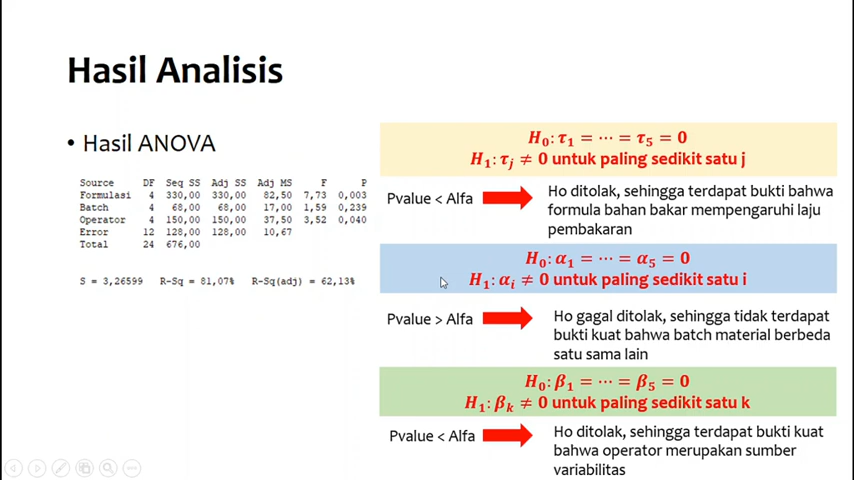 Hasil Analisis
• Hasil ANOVA
Source DF Seq SS Adj SS Adj MS F P
Formulasi 4 330,00 330,00 82,50 7,73 0,003
Batch 4 68,00 68,00 17,00 1,59 0,239
Operator 4 150,00 150,00 37,50 3,52 0,040
Error 12 128,00 128,00 10,67
Total 24 676,00
S = 3,26599 R-Sq = 81,07% R-Sq(adj) = 62,13%
H₀: τ₁ = ⋯ = τ₅ = 0
H₁: τⱼ ≠ 0 untuk paling sedikit satu j
Pvalue < Alfa
Ho ditolak, sehingga terdapat bukti bahwa
formula bahan bakar mempengaruhi laju
pembakaran
H₀: α₁ = ⋯ = α₅ = 0
H₁: αᵢ ≠ 0 untuk paling sedikit satu i
Pvalue > Alfa
Ho gagal ditolak, sehingga tidak terdapat
bukti kuat bahwa batch material berbeda
satu sama lain
H₀: β₁ = ⋯ = β₅ = 0
H₁: βₖ ≠ 0 untuk paling sedikit satu k
Pvalue < Alfa
Ho ditolak, sehingga terdapat bukti kuat
bahwa operator merupakan sumber
variabilitas